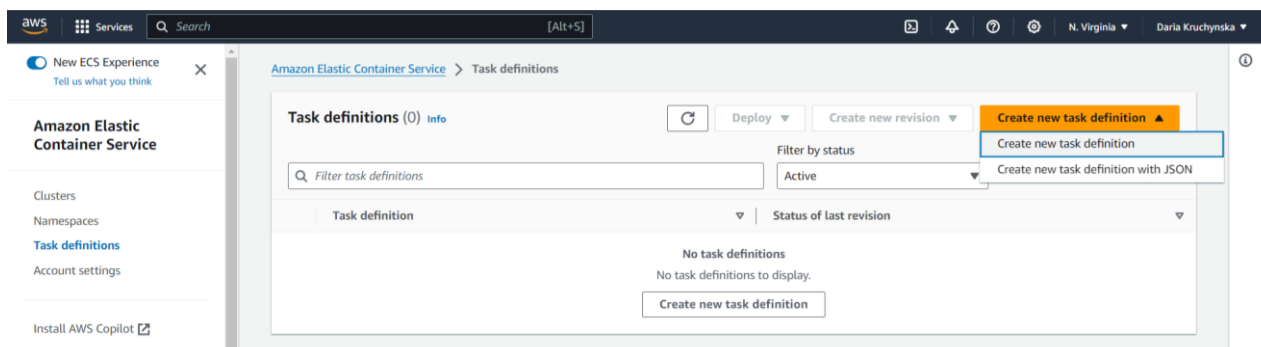 aws Services Search [Alt+S] N. Virginia Daria Kruchynska
New ECS Experience
Tell us what you think
Amazon Elastic
Container Service
Clusters
Namespaces
Task definitions
Account settings
Install AWS Copilot
Amazon Elastic Container Service > Task definitions
Task definitions (0) Info
Deploy
Create new revision
Create new task definition
Create new task definition
Create new task definition with JSON
Filter by status
Filter task definitions
Active
Task definition Status of last revision
No task definitions
No task definitions to display.
Create new task definition